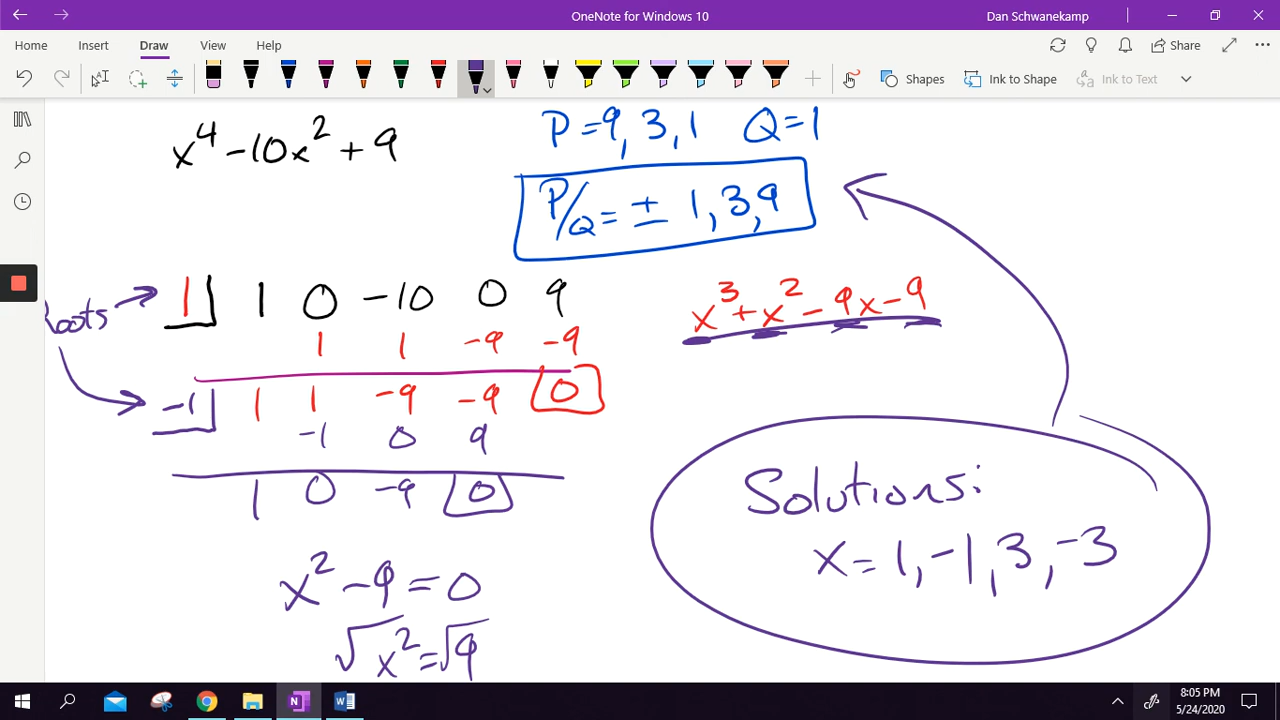 OneNote for Windows 10
Dan Schwanekamp
Home Insert Draw View Help
Share
Shapes Ink to Shape Ink to Text
x⁴ - 10x² + 9
P = 9, 3, 1 Q = 1
P/Q = ± 1, 3, 9
Roots
1 1 0 -10 0 9
1 1 -9 -9
-1 1 1 -9 -9 0
-1 0 9
1 0 -9 0
x³ + x² - 9x - 9
Solutions:
x = 1, -1, 3, -3
x² - 9 = 0
√x² = √9
8:05 PM
5/24/2020